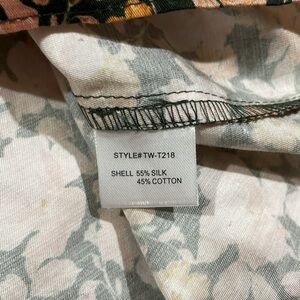 STYLE# TW-T218
SHELL 55% SILK
45% COTTON